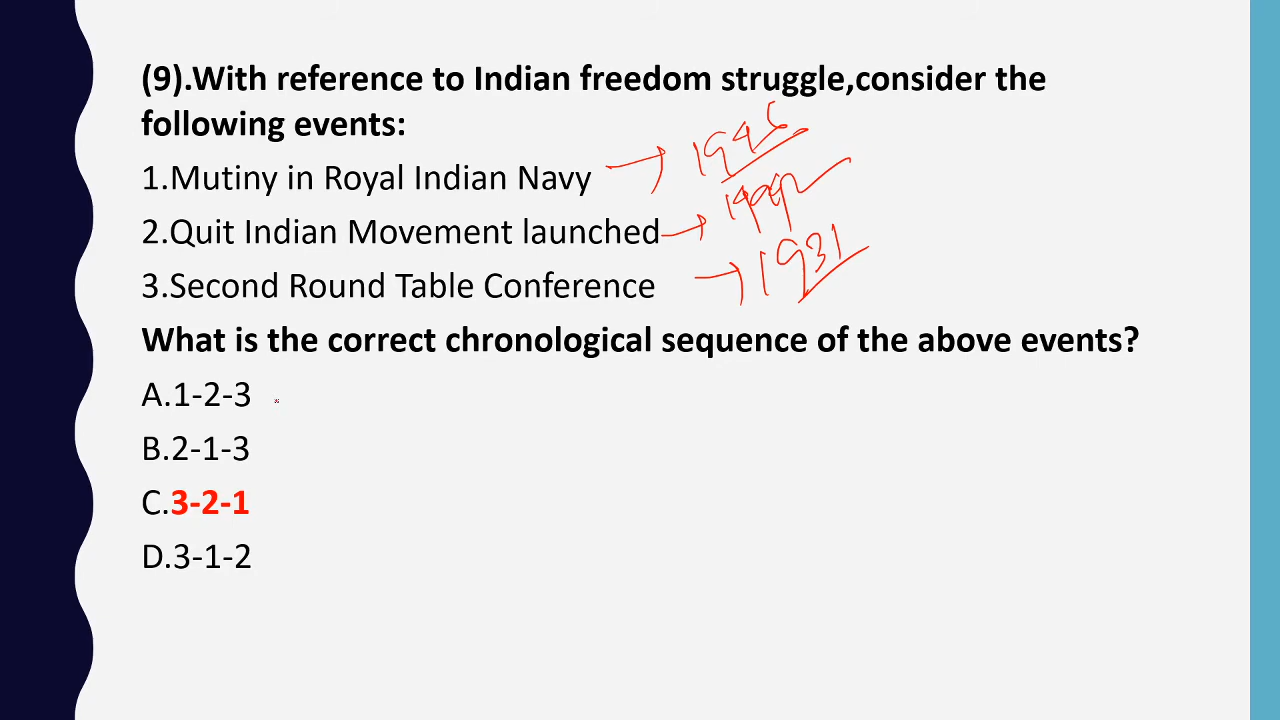 (9).With reference to Indian freedom struggle,consider the
following events:
1.Mutiny in Royal Indian Navy → 1946
2.Quit Indian Movement launched → 1942
3.Second Round Table Conference → 1931
What is the correct chronological sequence of the above events?
A.1-2-3
B.2-1-3
C.3-2-1
D.3-1-2